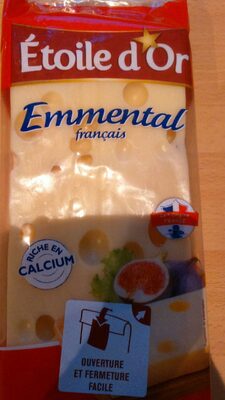 Étoile d'Or
Emmental
français
RICHE EN
CALCIUM
OUVERTURE
ET FERMETURE
FACILE